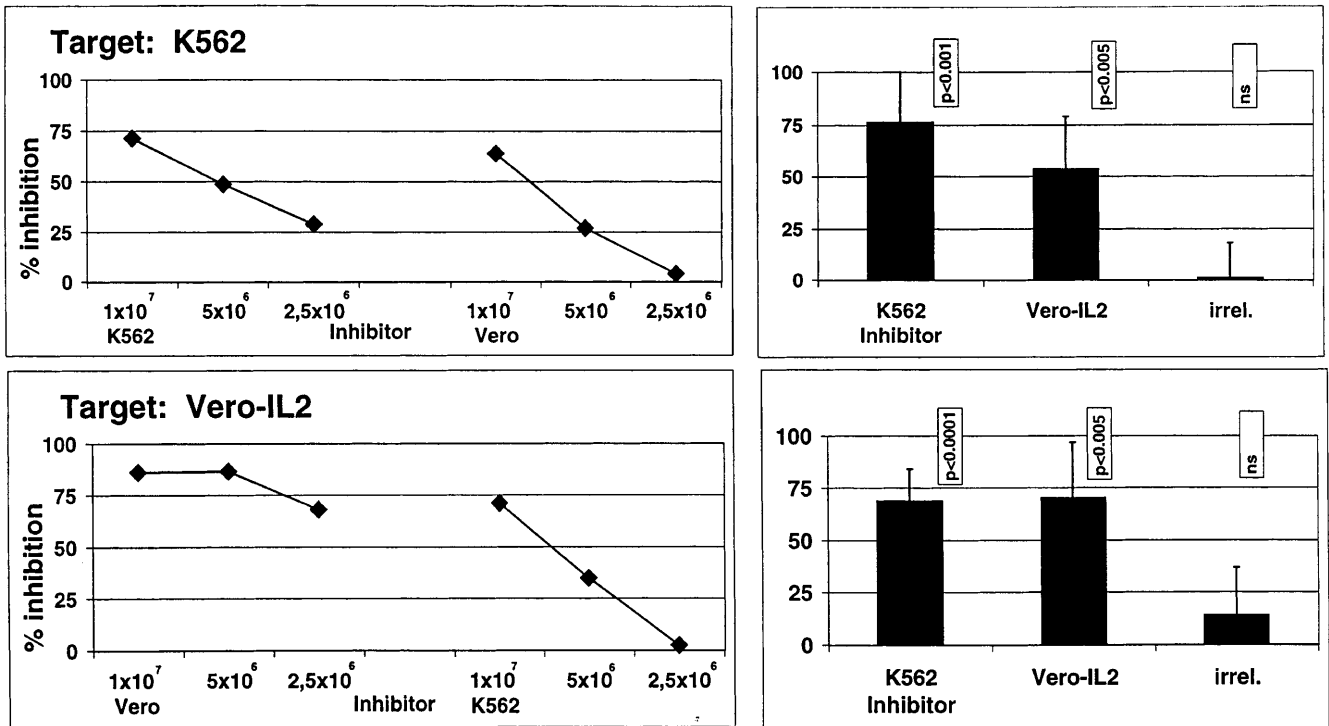 Target: K562
% inhibition
100
75
50
25
0
1x10⁷ 5x10⁶ 2,5x10⁶ 1x10⁷ 5x10⁶ 2,5x10⁶
K562 Inhibitor Vero
100
75
50
25
0
p<0.001
p<0.005
ns
K562 Vero-IL2 irrel.
Inhibitor
Target: Vero-IL2
% inhibition
100
75
50
25
0
1x10⁷ 5x10⁶ 2,5x10⁶ 1x10⁷ 5x10⁶ 2,5x10⁶
Vero Inhibitor K562
100
75
50
25
0
p<0.0001
p<0.005
ns
K562 Vero-IL2 irrel.
Inhibitor